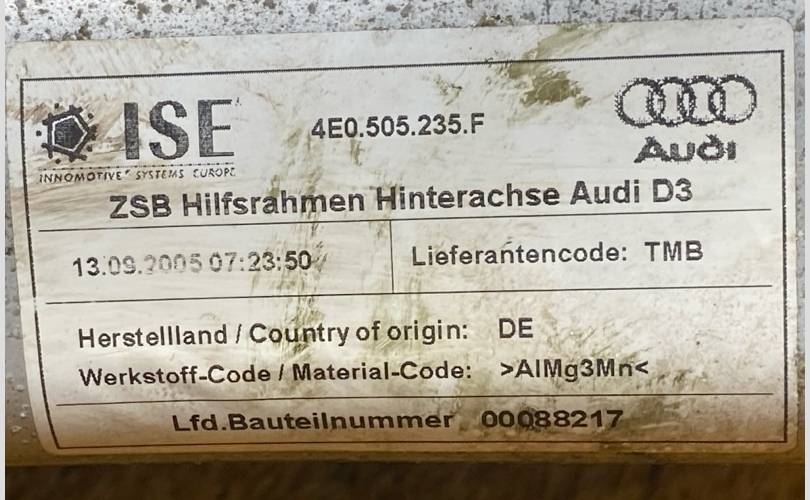 ISE
4E0.505.235.F
Audi
INNOMOTIVE SYSTEMS EUROPE
ZSB Hilfsrahmen Hinterachse Audi D3
13.09.2005 07:23:50
Lieferantencode: TMB
Herstellland / Country of origin: DE
Werkstoff-Code / Material-Code: >AlMg3Mn<
Lfd.Bauteilnummer 00088217